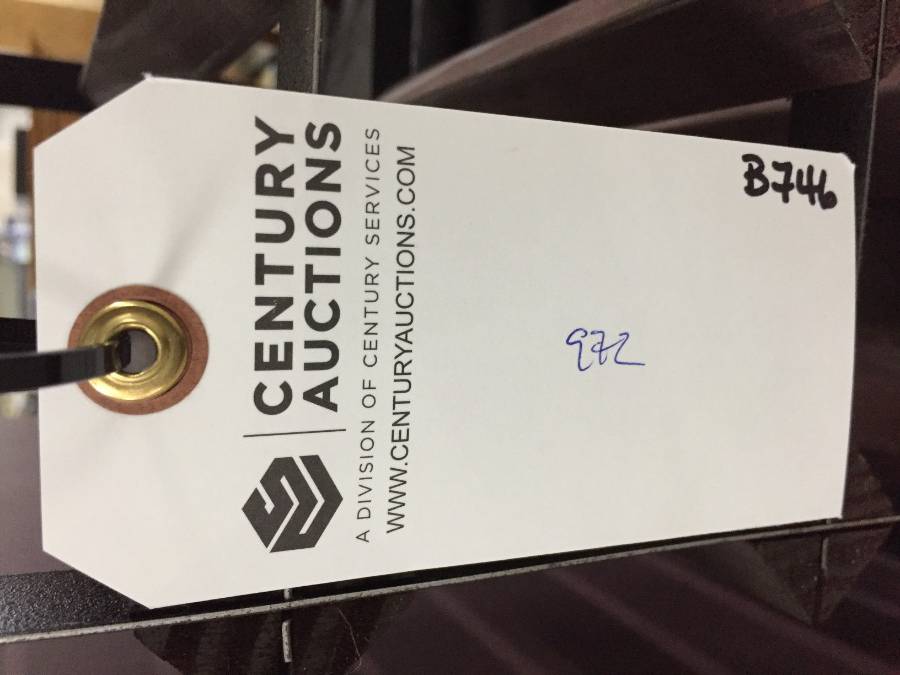 CENTURY
AUCTIONS
A DIVISION OF CENTURY SERVICES
WWW.CENTURYAUCTIONS.COM
972
B746